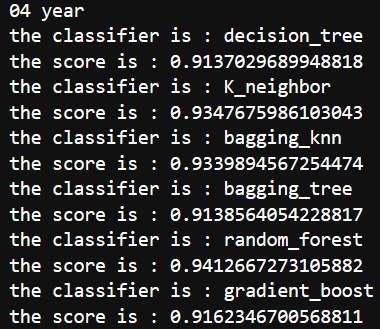 04 year
the classifier is : decision_tree
the score is : 0.9137029689948818
the classifier is : K_neighbor
the score is : 0.9347675986103043
the classifier is : bagging_knn
the score is : 0.9339894567254474
the classifier is : bagging_tree
the score is : 0.9138564054228817
the classifier is : random_forest
the score is : 0.9412667273105882
the classifier is : gradient_boost
the score is : 0.9162346700568811